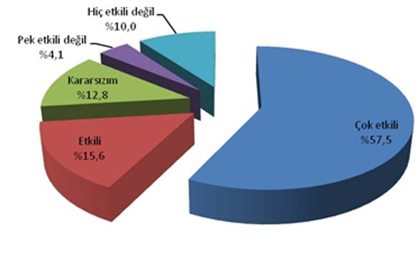 Hiç etkili değil
%10,0
Pek etkili değil
%4,1
Kararsızım
%12,8
Etkili
%15,6
Çok etkili
%57,5